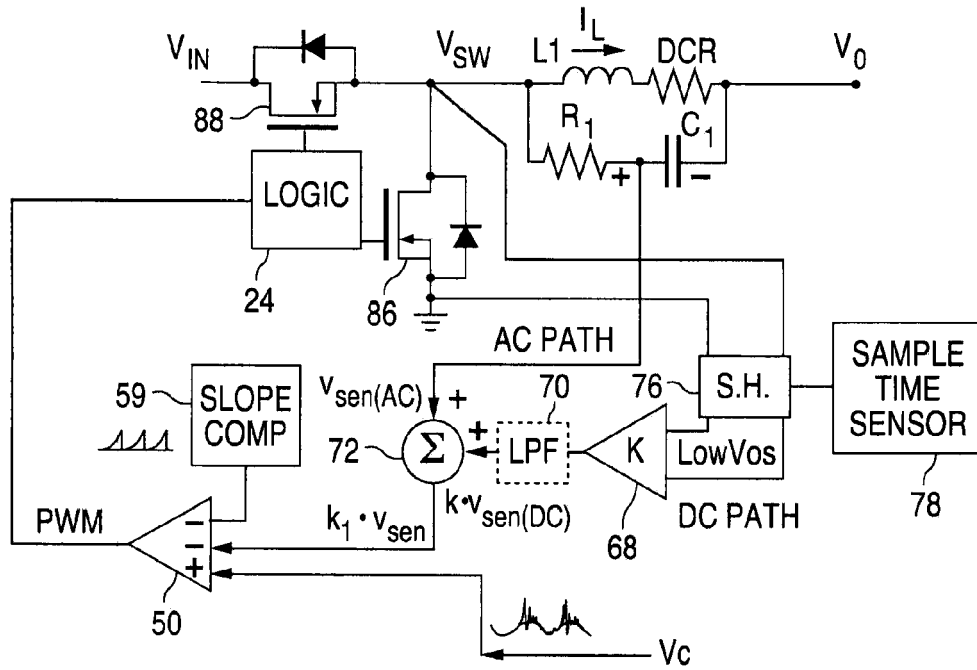 V_IN
88
LOGIC
24
86
V_SW
L1
I_L
DCR
V_0
R_1
+
C_1
−
AC PATH
v_sen(AC)
+
59
SLOPE
COMP
72
Σ
+
70
LPF
K
68
LowVos
DC PATH
76
S.H.
SAMPLE
TIME
SENSOR
78
k·v_sen(DC)
k_1·v_sen
PWM
−
−
+
50
Vc